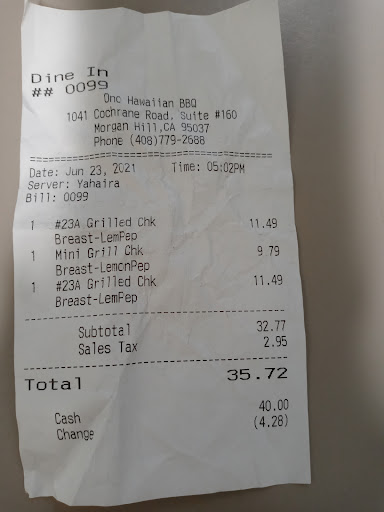 Dine In
## 0099
Ono Hawaiian BBQ
1041 Cochrane Road, Suite #160
Morgan Hill,CA 95037
Phone (408)779-2688
Date: Jun 23, 2021 Time: 05:02PM
Server: Yahaira
Bill: 0099
1 #23A Grilled Chk 11.49
Breast-LemPep
1 Mini Grill Chk 9.79
Breast-LemonPep
1 #23A Grilled Chk 11.49
Breast-LemPep
Subtotal 32.77
Sales Tax 2.95
Total 35.72
Cash 40.00
Change (4.28)